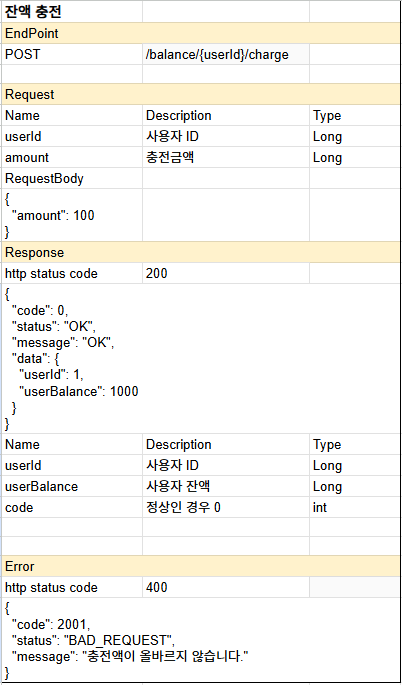 잔액 충전
EndPoint
POST /balance/{userId}/charge
Request
Name Description Type
userId 사용자 ID Long
amount 충전금액 Long
RequestBody
{
"amount": 100
}
Response
http status code 200
{
"code": 0,
"status": "OK",
"message": "OK",
"data": {
"userId": 1,
"userBalance": 1000
}
}
Name Description Type
userId 사용자 ID Long
userBalance 사용자 잔액 Long
code 정상인 경우 0 int
Error
http status code 400
{
"code": 2001,
"status": "BAD_REQUEST",
"message": "충전액이 올바르지 않습니다."
}